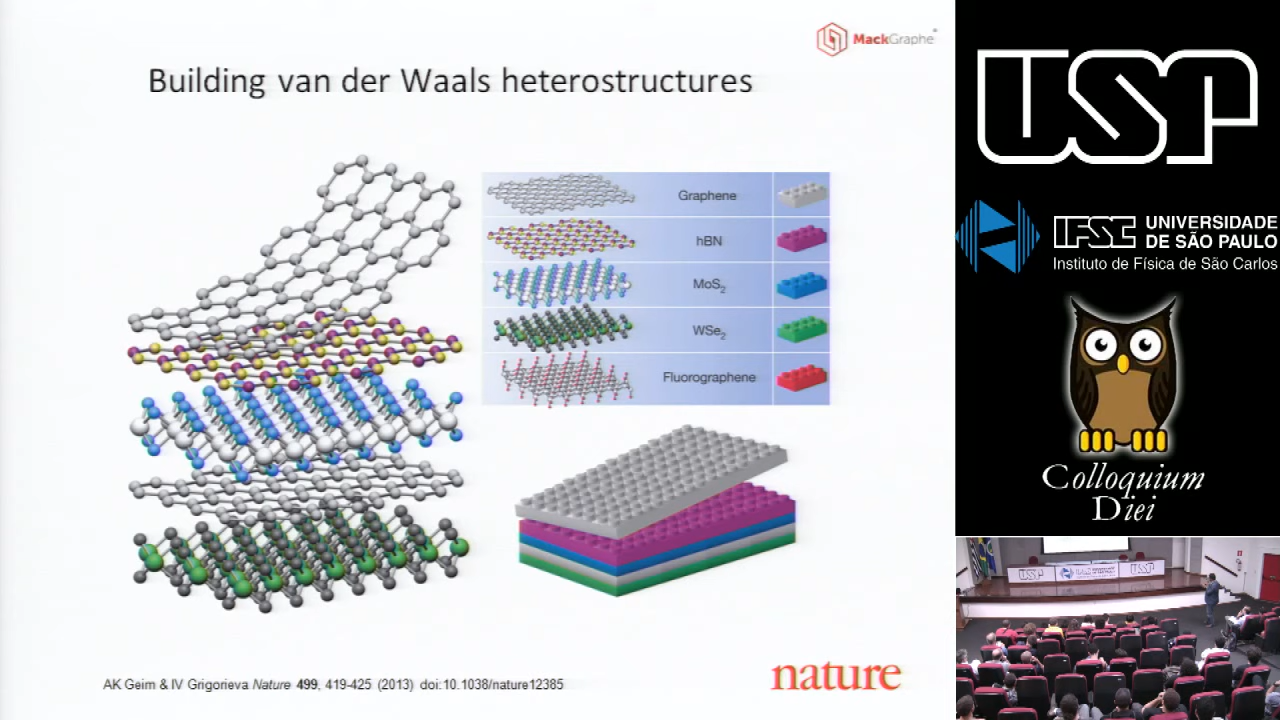 MackGraphe
Building van der Waals heterostructures
Graphene
hBN
MoS2
WSe2
Fluorographene
AK Geim & IV Grigorieva Nature 499, 419-425 (2013) doi:10.1038/nature12385
nature
USP
IFSC UNIVERSIDADE
DE SÃO PAULO
Instituto de Física de São Carlos
Colloquium
Diei
USP
USP